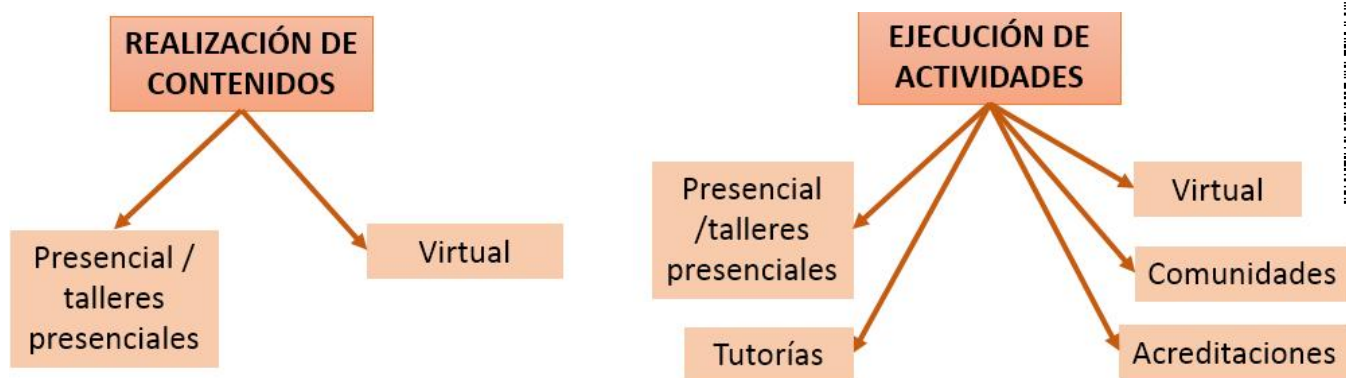 REALIZACIÓN DE
CONTENIDOS
Presencial /
talleres
presenciales
Virtual
EJECUCIÓN DE
ACTIVIDADES
Presencial
/talleres
presenciales
Tutorías
Virtual
Comunidades
Acreditaciones